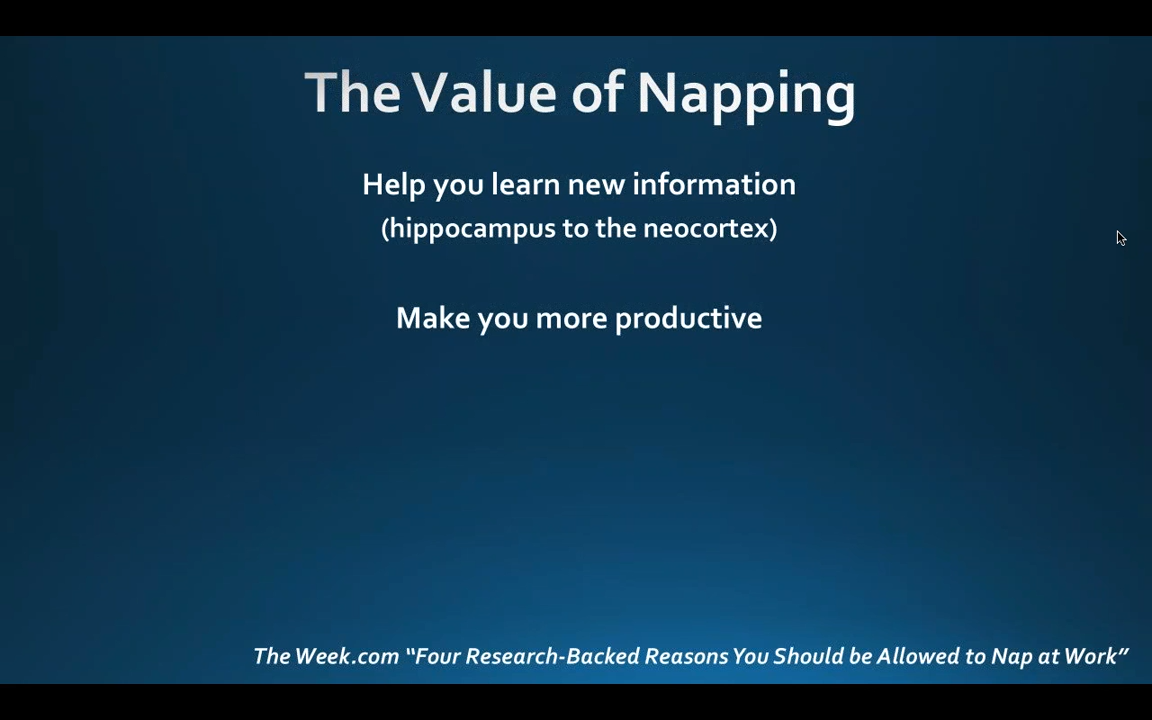 The Value of Napping
Help you learn new information
(hippocampus to the neocortex)
Make you more productive
The Week.com “Four Research-Backed Reasons You Should be Allowed to Nap at Work”